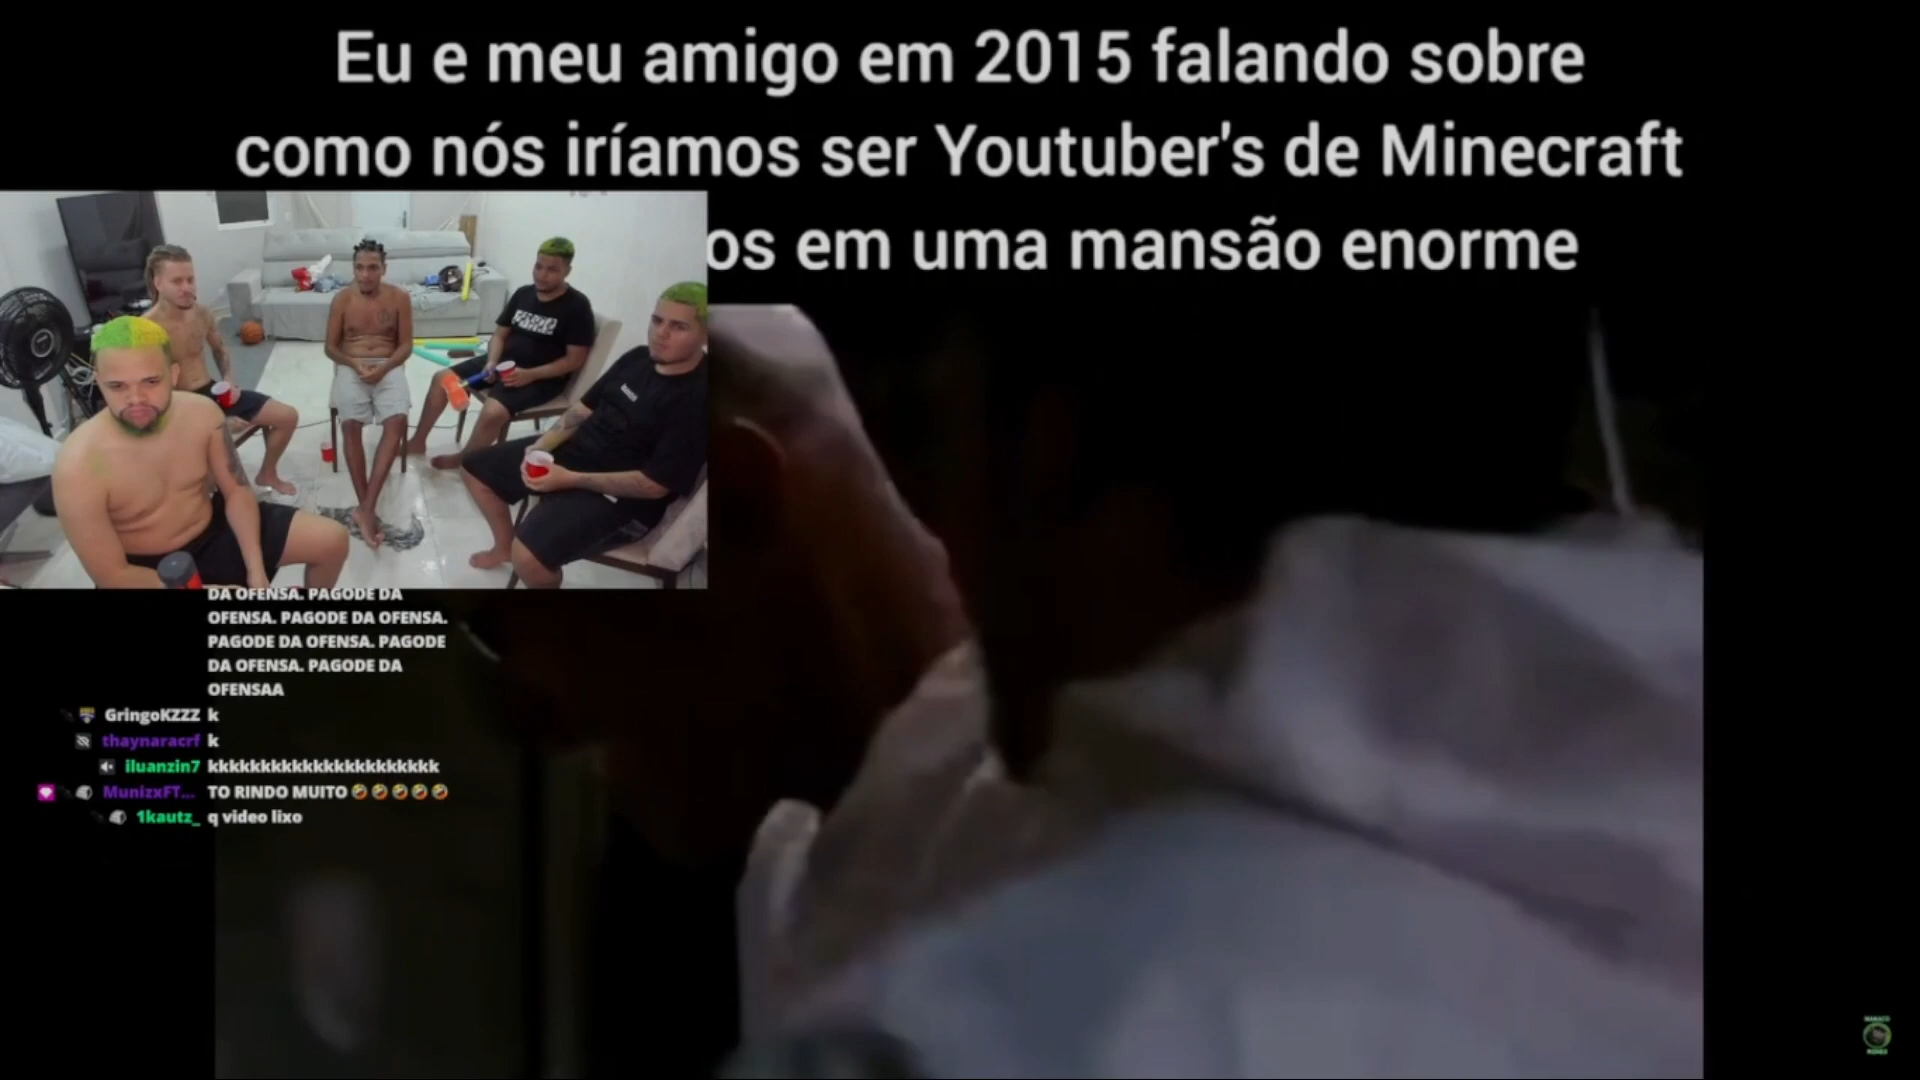 Eu e meu amigo em 2015 falando sobre
como nós iríamos ser Youtuber's de Minecraft
os em uma mansão enorme
DA OFENSA. PAGODE DA
OFENSA. PAGODE DA OFENSA.
PAGODE DA OFENSA. PAGODE
DA OFENSA. PAGODE DA
OFENSAA
GringoKZZZ k
thaynaracrf k
iluanzin7 kkkkkkkkkkkkkkkkkkkkkk
MunizxFT... TO RINDO MUITO 🤣🤣🤣🤣🤣
1kautz_ q video lixo